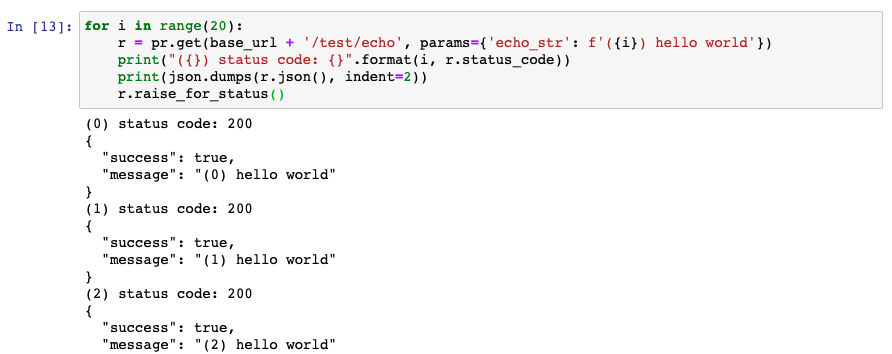 In [13]: for i in range(20):
    r = pr.get(base_url + '/test/echo', params={'echo_str': f'({i}) hello world'})
    print("({}) status code: {}".format(i, r.status_code))
    print(json.dumps(r.json(), indent=2))
    r.raise_for_status()
(0) status code: 200
{
  "success": true,
  "message": "(0) hello world"
}
(1) status code: 200
{
  "success": true,
  "message": "(1) hello world"
}
(2) status code: 200
{
  "success": true,
  "message": "(2) hello world"